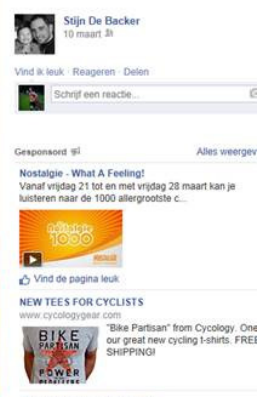 Stijn De Backer
10 maart
Vind ik leuk · Reageren · Delen
Schrijf een reactie...
Gesponsord
Alles weergev
Nostalgie - What A Feeling!
Vanaf vrijdag 21 tot en met vrijdag 28 maart kan je
luisteren naar de 1000 allergrootste c...
Nostalgie
1000
Vind de pagina leuk
NEW TEES FOR CYCLISTS
www.cycologygear.com
"Bike Partisan" from Cycology. One
our great new cycling t-shirts. FREE
SHIPPING!
BIKE
PARTISAN
POWER